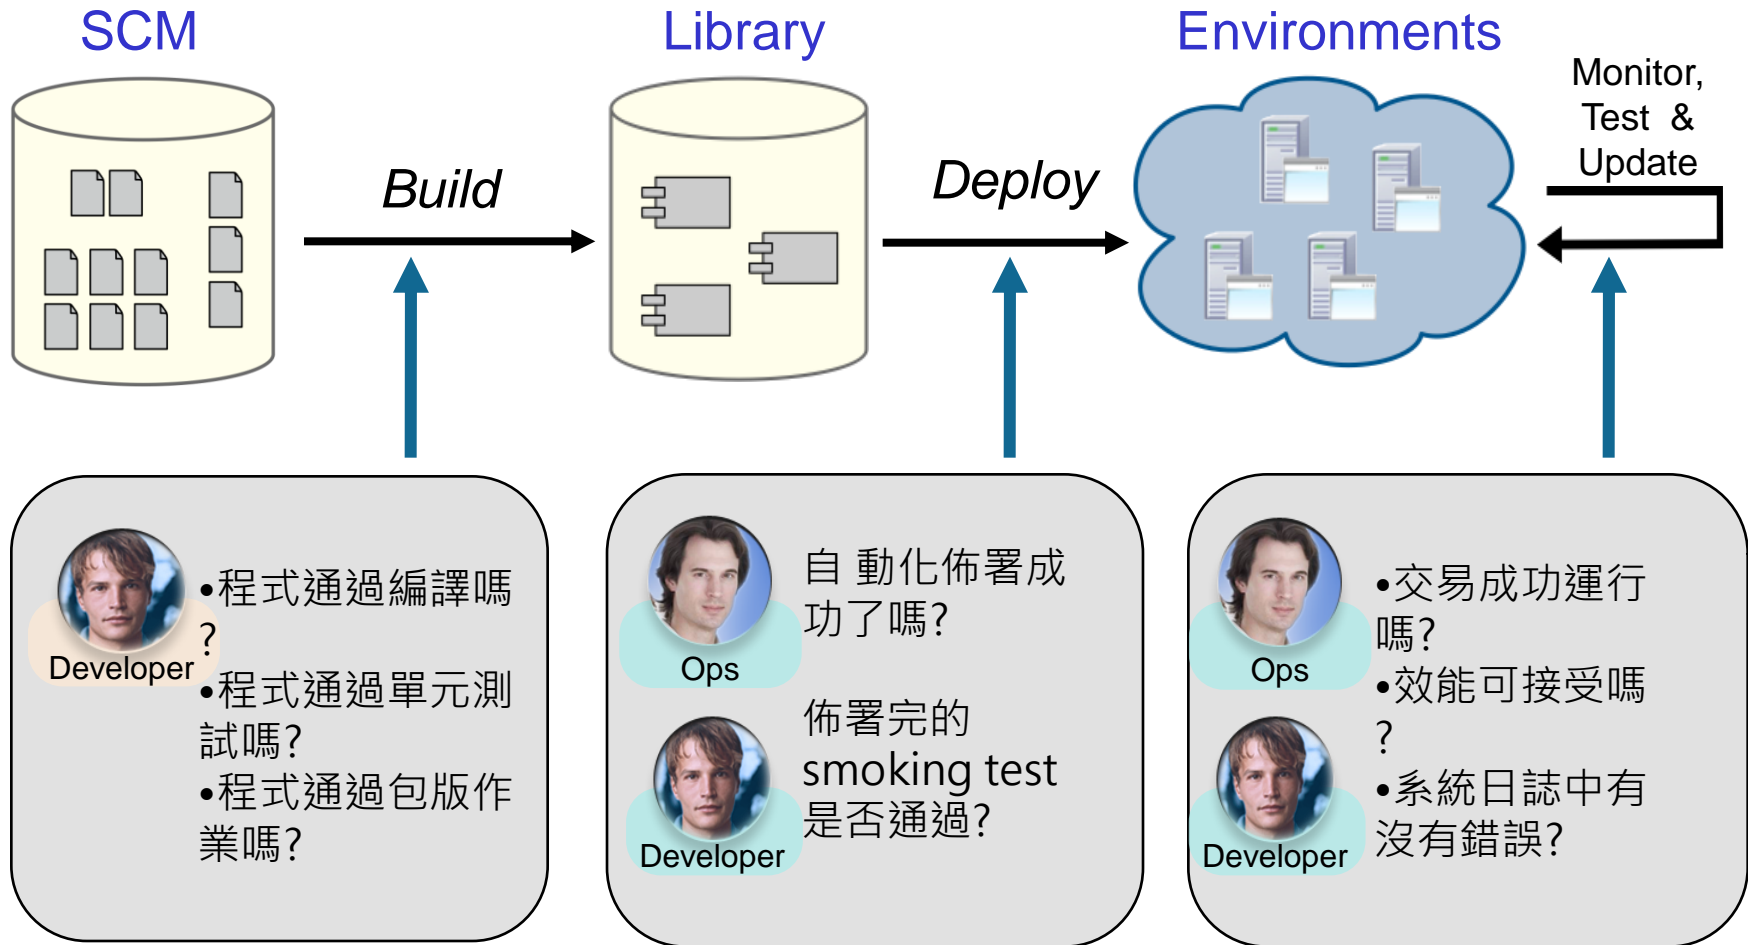 SCM
Library
Environments
Monitor,
Test & 
Update
Build
Deploy
Developer
•程式通過編譯嗎
?
•程式通過單元測
試嗎?
•程式通過包版作
業嗎?
Ops
Developer
自 動化佈署成
功了嗎?
佈署完的
smoking test
是否通過?
Ops
Developer
•交易成功運行
嗎?
•效能可接受嗎
?
•系統日誌中有
沒有錯誤?